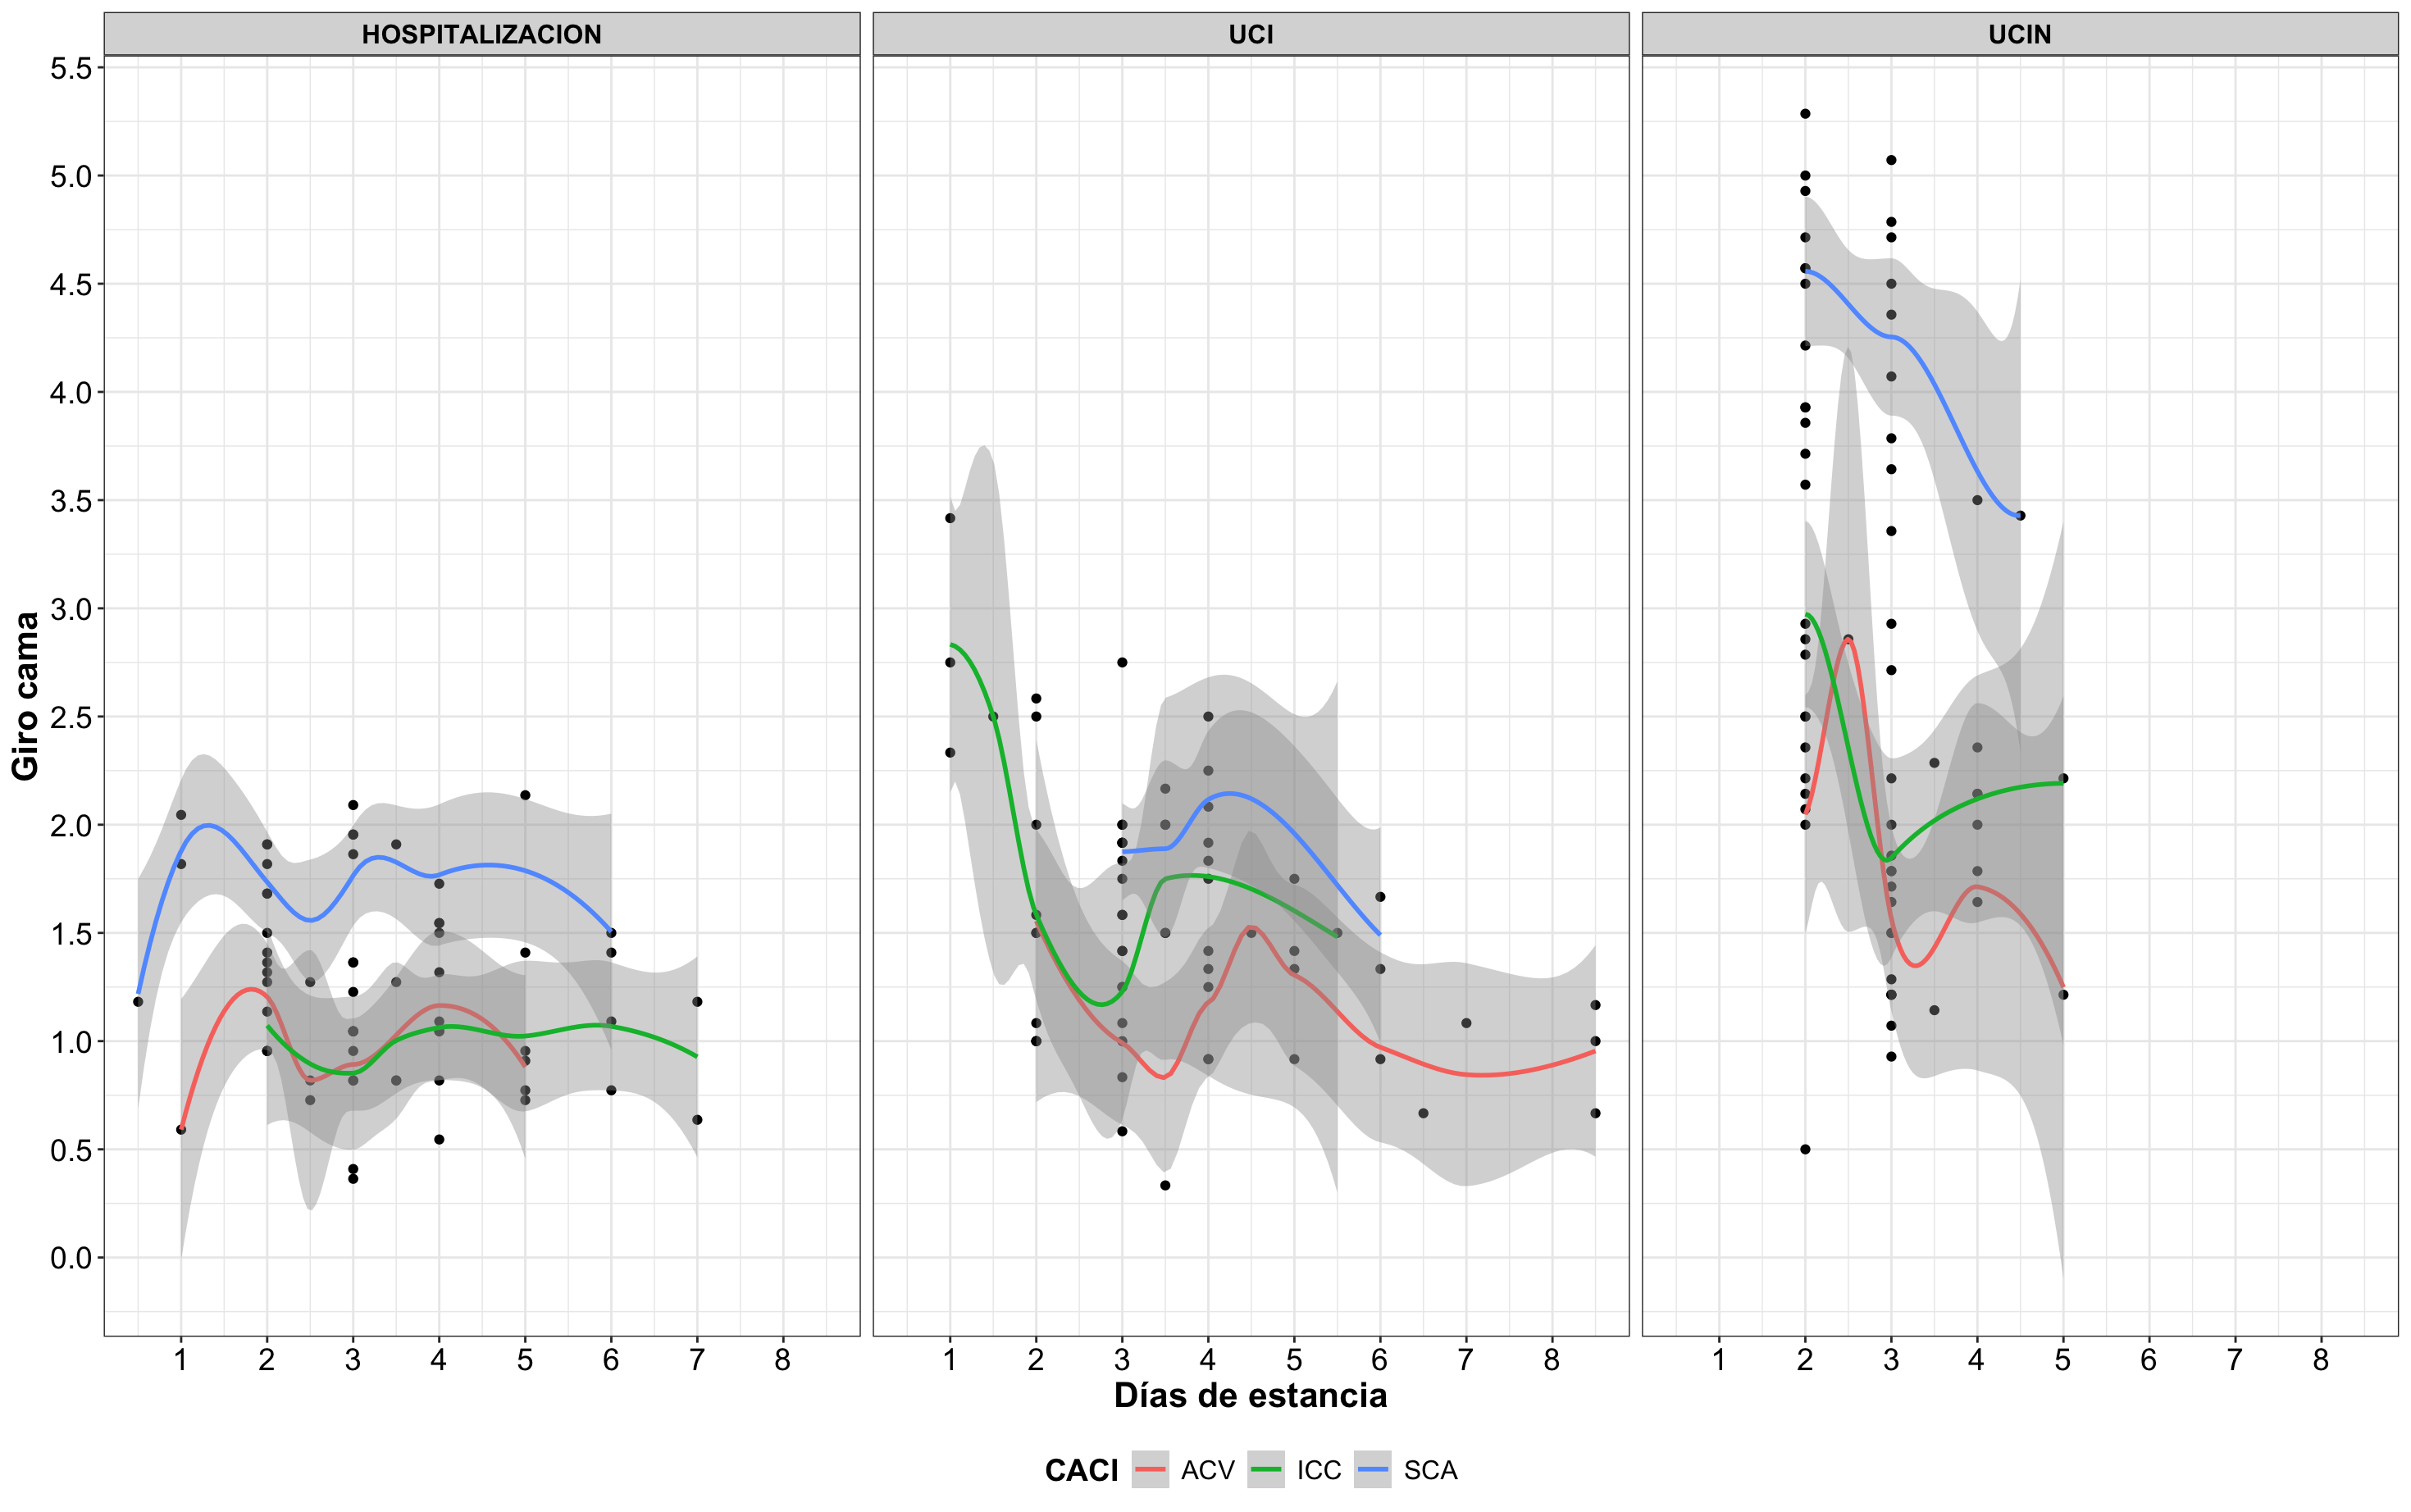 HOSPITALIZACION UCI UCIN
5.5
5.0
4.5
4.0
3.5
3.0
2.5
2.0
1.5
1.0
0.5
0.0
Giro cama
1 2 3 4 5 6 7 8 1 2 3 4 5 6 7 8 1 2 3 4 5 6 7 8
Días de estancia
CACI ACV ICC SCA